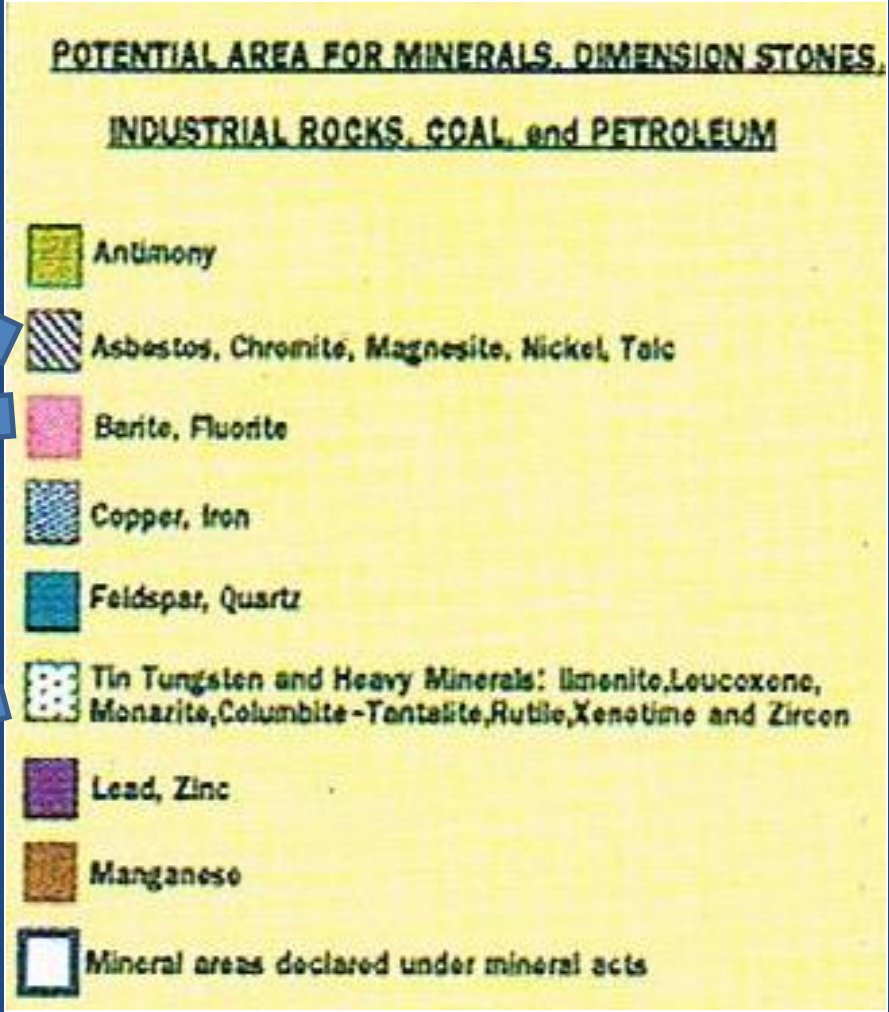 POTENTIAL AREA FOR MINERALS, DIMENSION STONES,
INDUSTRIAL ROCKS, COAL, and PETROLEUM
Antimony
Asbestos, Chromite, Magnesite, Nickel, Talc
Barite, Fluorite
Copper, Iron
Feldspar, Quartz
Tin Tungsten and Heavy Minerals: Ilmenite,Leucoxene,
Monazite,Columbite-Tantalite,Rutile,Xenotime and Zircon
Lead, Zinc
Manganese
Mineral areas declared under mineral acts